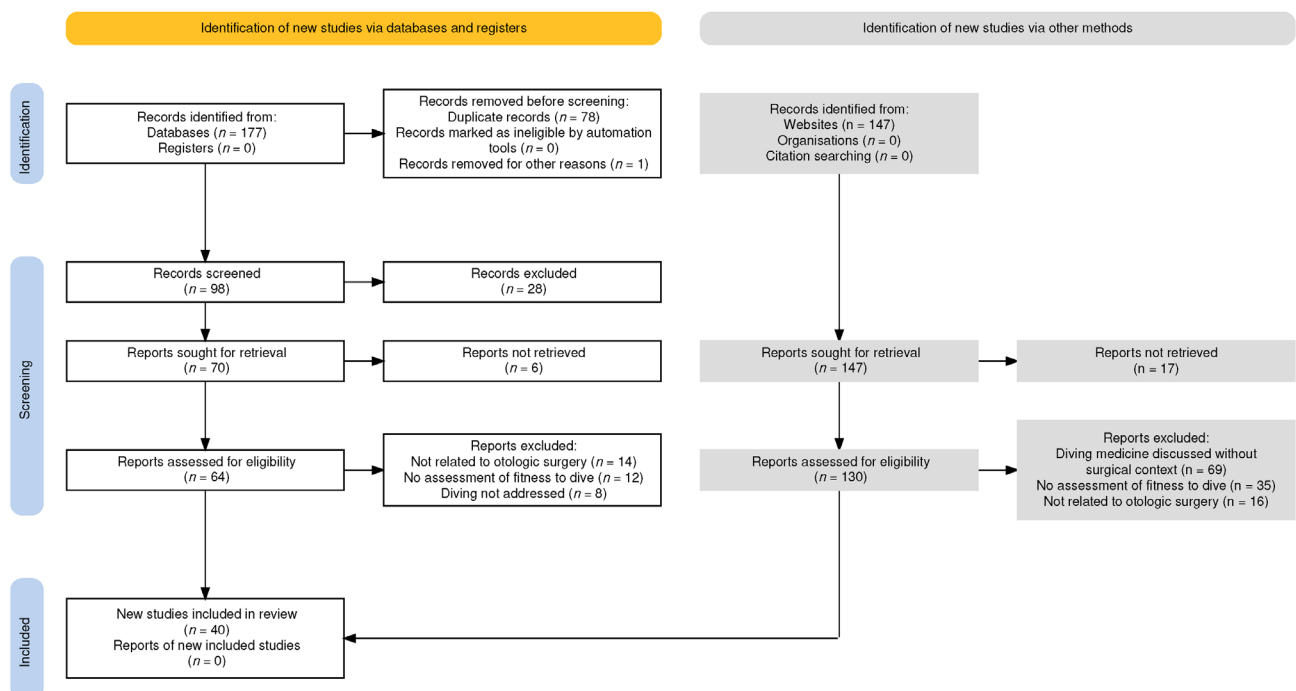 Identification of new studies via databases and registers
Identification of new studies via other methods
Identification
Records identified from:
Databases (n = 177)
Registers (n = 0)
Records removed before screening:
Duplicate records (n = 78)
Records marked as ineligible by automation
tools (n = 0)
Records removed for other reasons (n = 1)
Records identified from:
Websites (n = 147)
Organisations (n = 0)
Citation searching (n = 0)
Screening
Records screened
(n = 98)
Records excluded
(n = 28)
Reports sought for retrieval
(n = 70)
Reports not retrieved
(n = 6)
Reports sought for retrieval
(n = 147)
Reports not retrieved
(n = 17)
Reports assessed for eligibility
(n = 64)
Reports excluded:
Not related to otologic surgery (n = 14)
No assessment of fitness to dive (n = 12)
Diving not addressed (n = 8)
Reports assessed for eligibility
(n = 130)
Reports excluded:
Diving medicine discussed without
surgical context (n = 69)
No assessment of fitness to dive (n = 35)
Not related to otologic surgery (n = 16)
Included
New studies included in review
(n = 40)
Reports of new included studies
(n = 0)